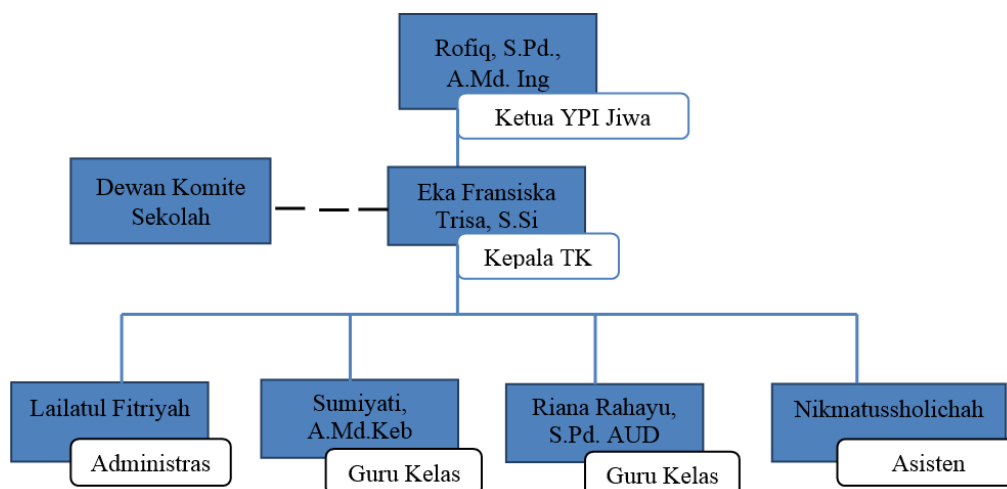 Rofiq, S.Pd.,
A.Md. Ing
Ketua YPI Jiwa
Dewan Komite
Sekolah
Eka Fransiska
Trisa, S.Si
Kepala TK
Lailatul Fitriyah
Administras
Sumiyati,
A.Md.Keb
Guru Kelas
Riana Rahayu,
S.Pd. AUD
Guru Kelas
Nikmatussholichah
Asisten